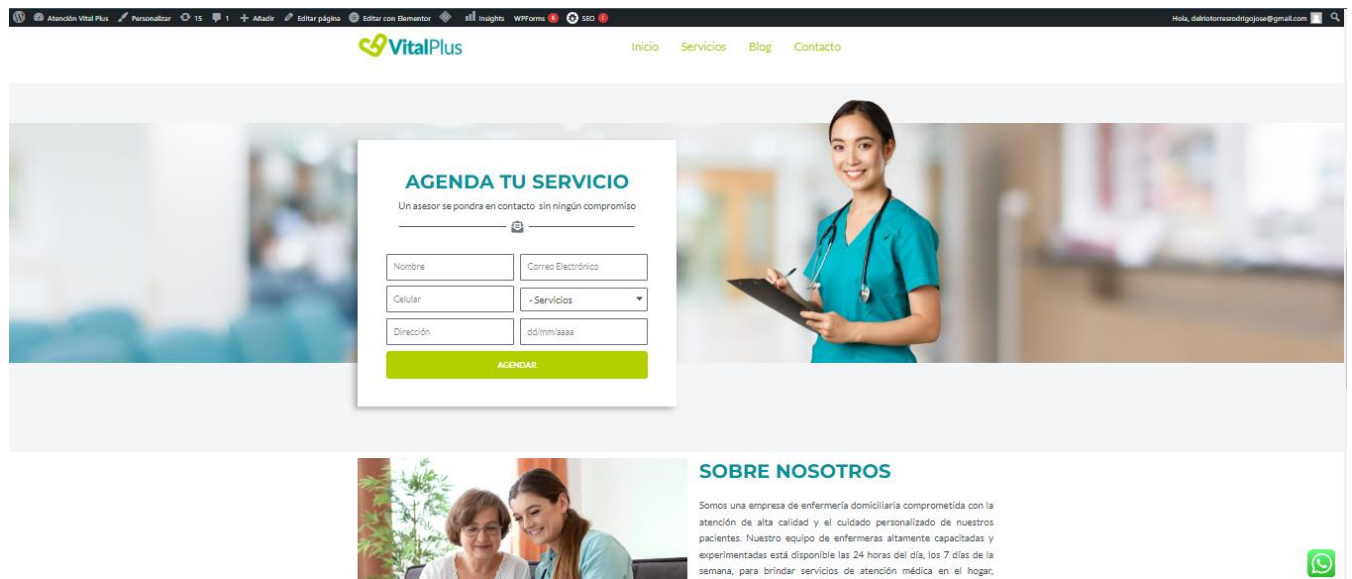 Atención Vital Plus Personalizar 15 1 Añadir Editar página Editar con Elementor Insights WPForms 8 SEO Hola, delriotorresrodrigojose@gmail.com
VitalPlus Inicio Servicios Blog Contacto
AGENDA TU SERVICIO
Un asesor se pondra en contacto sin ningún compromiso
Nombre Correo Electrónico
Celular - Servicios
Dirección dd/mm/aaaa
AGENDAR
SOBRE NOSOTROS
Somos una empresa de enfermería domiciliaria comprometida con la
atención de alta calidad y el cuidado personalizado de nuestros
pacientes. Nuestro equipo de enfermeras altamente capacitadas y
experimentadas está disponible las 24 horas del día, los 7 días de la
semana, para brindar servicios de atención médica en el hogar,